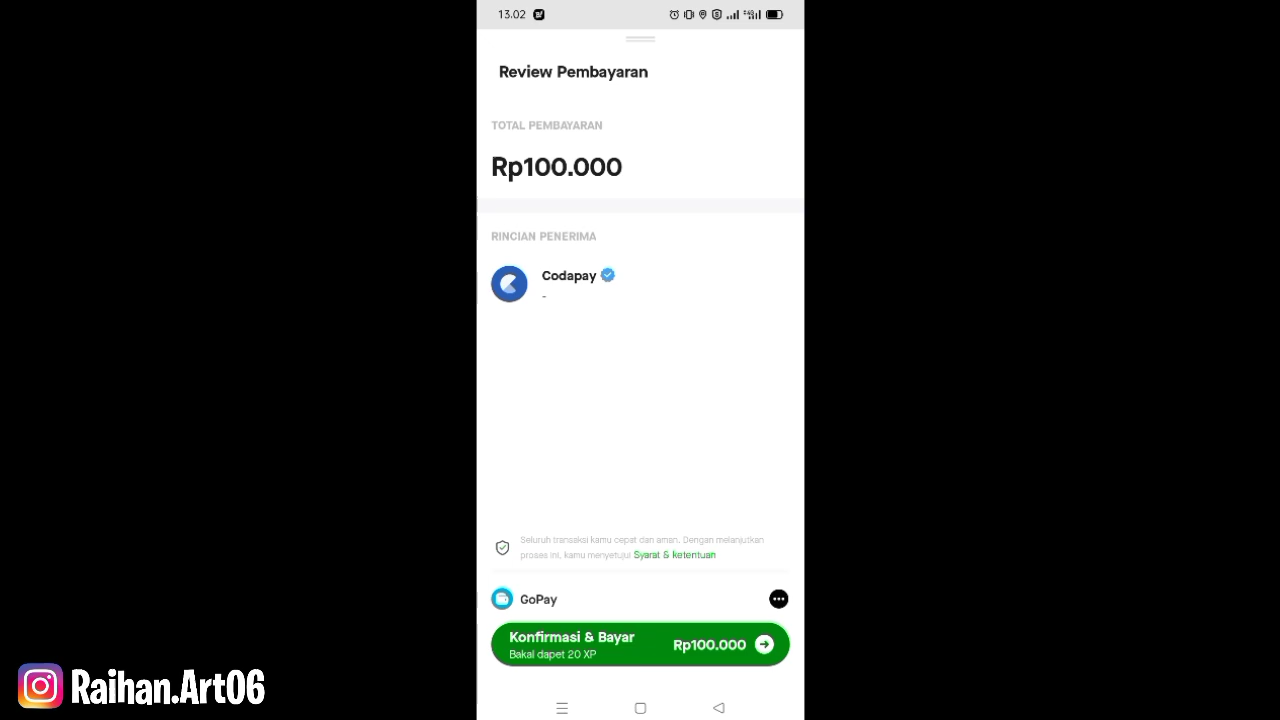 13.02
Review Pembayaran
TOTAL PEMBAYARAN
Rp100.000
RINCIAN PENERIMA
Codapay
-
Seluruh transaksi kamu cepat dan aman. Dengan melanjutkan
proses ini, kamu menyetujui Syarat & ketentuan
GoPay
Konfirmasi & Bayar
Bakal dapet 20 XP
Rp100.000
Raihan.Art06